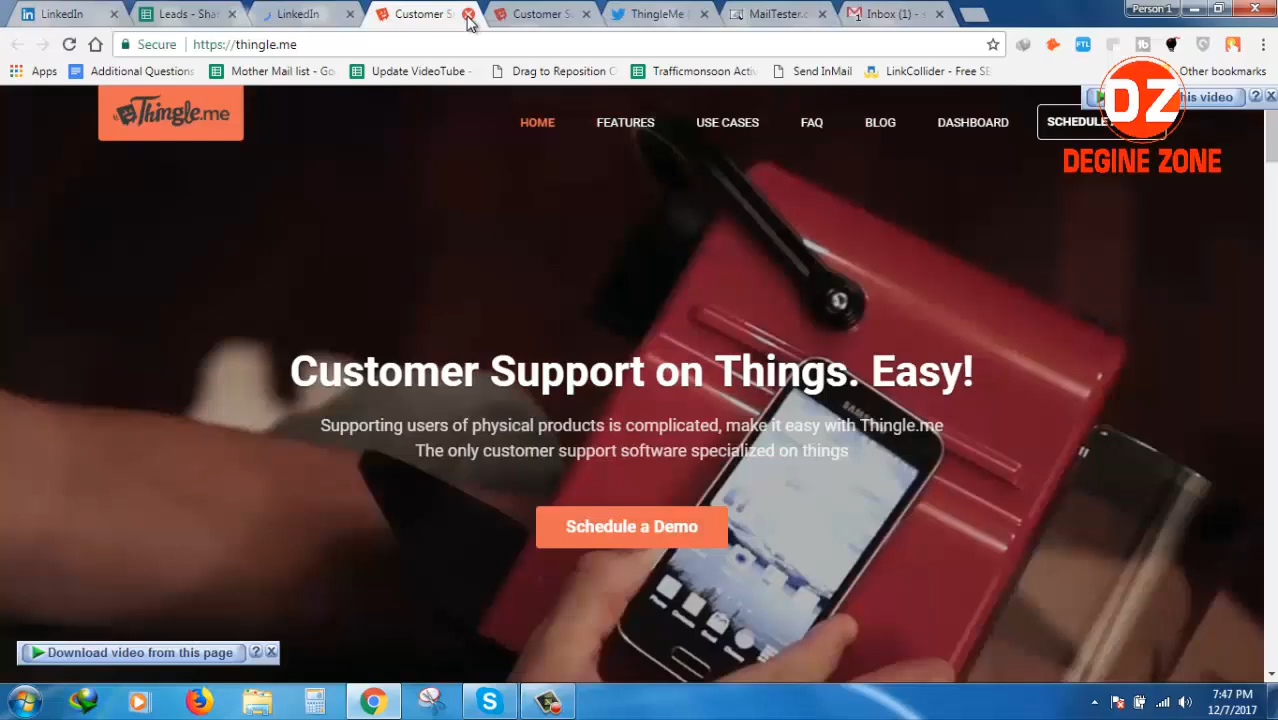 LinkedIn
Leads - Shar
LinkedIn
Customer S
Customer S
ThingleMe
MailTester.c
Inbox (1) -
Person 1
Secure
https://thingle.me
Apps
Additional Questions
Mother Mail list - Go
Update VideoTube -
Drag to Reposition C
Trafficmonsoon Acti
Send InMail
LinkCollider - Free SE
Other bookmarks
Thingle.me
HOME
FEATURES
USE CASES
FAQ
BLOG
DASHBOARD
SCHEDULE
his video
DZ
DEGINE ZONE
SAMSUNG
Customer Support on Things. Easy!
Supporting users of physical products is complicated, make it easy with Thingle.me
The only customer support software specialized on things
Schedule a Demo
Download video from this page
7:47 PM
12/7/2017